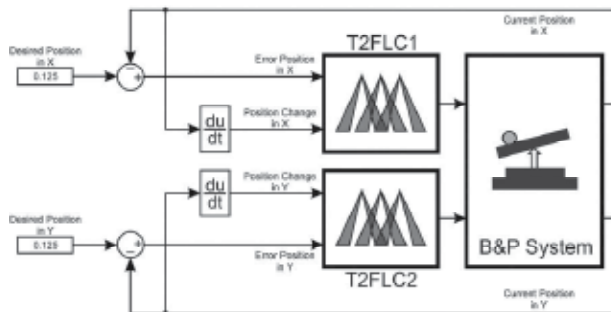 Current Position
in X
Desired Position
in X
0.125
−
+
Error Position
in X
T2FLC1
du
dt
Position Change
in X
du
dt
Position Change
in Y
Desired Position
in Y
0.125
+
−
Error Position
in Y
T2FLC2
B&P System
Current Position
in Y